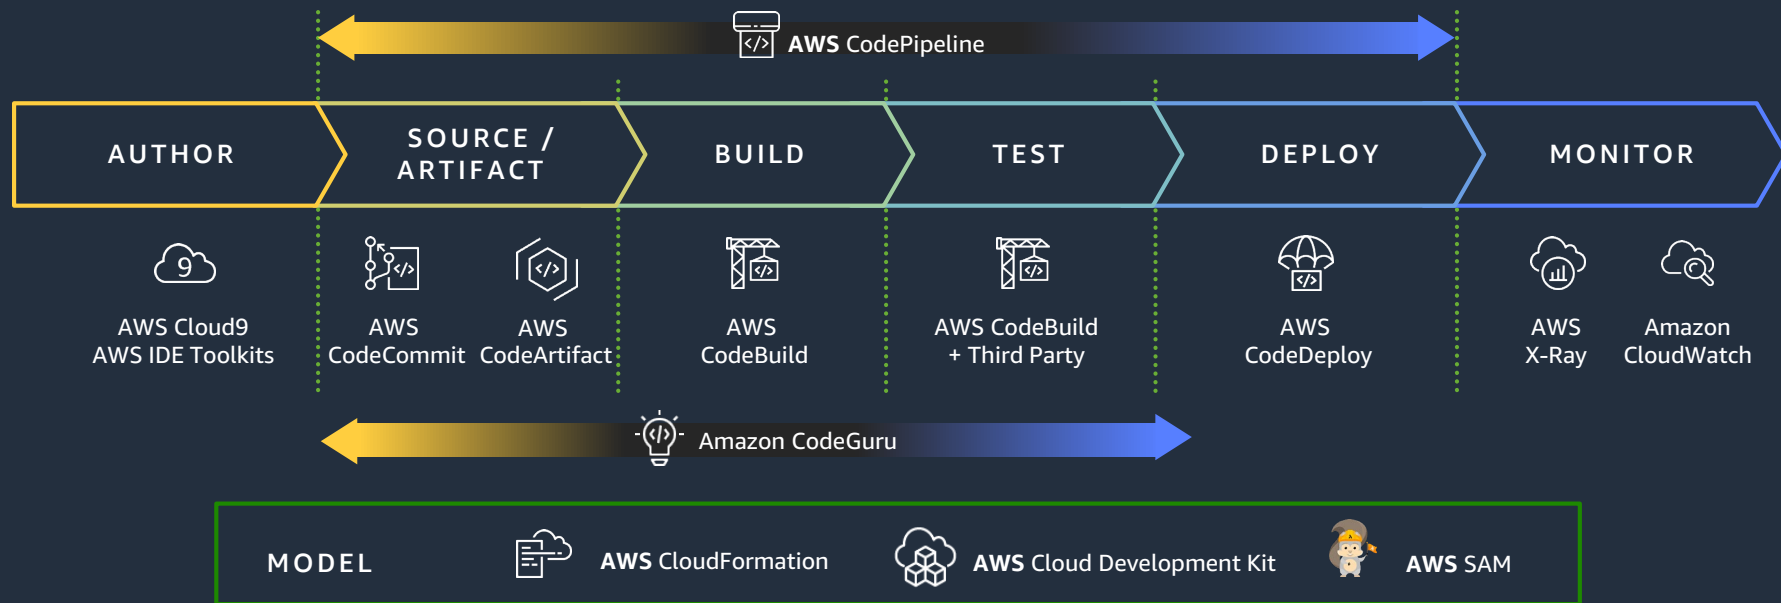 AWS CodePipeline
AUTHOR
SOURCE /
ARTIFACT
BUILD
TEST
DEPLOY
MONITOR
9
AWS Cloud9
AWS IDE Toolkits
</>
AWS
CodeCommit
</>
AWS
CodeArtifact
</>
AWS
CodeBuild
</>
AWS CodeBuild
+ Third Party
</>
AWS
CodeDeploy
AWS
X-Ray
Amazon
CloudWatch
</>
Amazon CodeGuru
MODEL
AWS CloudFormation
AWS Cloud Development Kit
AWS SAM